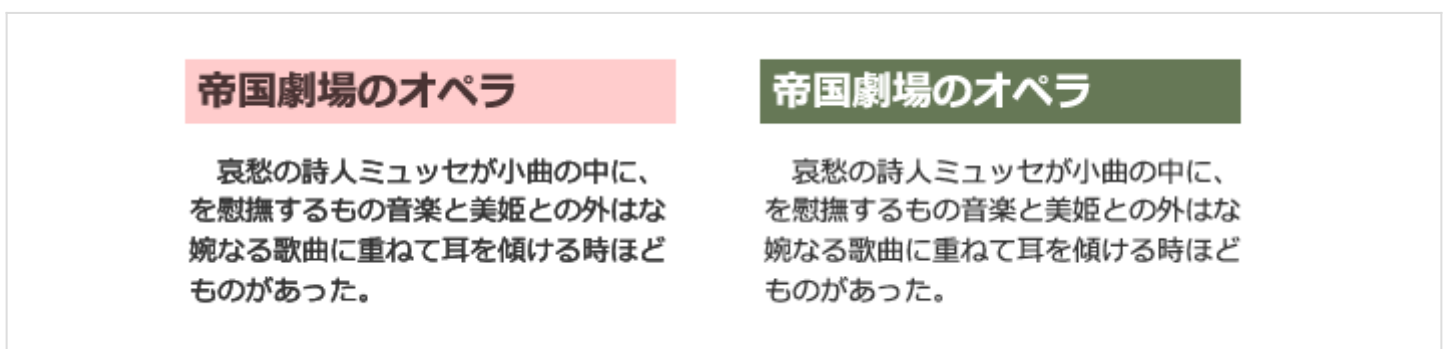 帝国劇場のオペラ
哀愁の詩人ミュッセが小曲の中に、
を慰撫するもの音楽と美姫との外はな
婉なる歌曲に重ねて耳を傾ける時ほど
ものがあった。
帝国劇場のオペラ
哀愁の詩人ミュッセが小曲の中に、
を慰撫するもの音楽と美姫との外はな
婉なる歌曲に重ねて耳を傾ける時ほど
ものがあった。